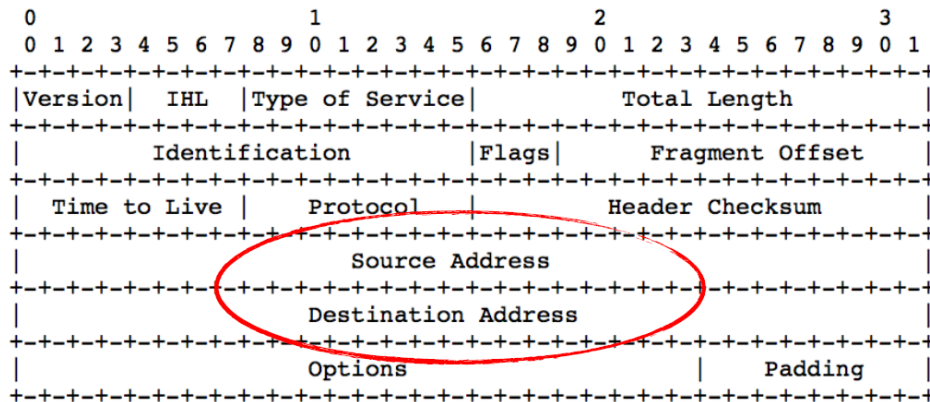 0                   1                   2                   3
 0 1 2 3 4 5 6 7 8 9 0 1 2 3 4 5 6 7 8 9 0 1 2 3 4 5 6 7 8 9 0 1
+-+-+-+-+-+-+-+-+-+-+-+-+-+-+-+-+-+-+-+-+-+-+-+-+-+-+-+-+-+-+-+-+
|Version|  IHL  |Type of Service|          Total Length         |
+-+-+-+-+-+-+-+-+-+-+-+-+-+-+-+-+-+-+-+-+-+-+-+-+-+-+-+-+-+-+-+-+
|         Identification        |Flags|      Fragment Offset    |
+-+-+-+-+-+-+-+-+-+-+-+-+-+-+-+-+-+-+-+-+-+-+-+-+-+-+-+-+-+-+-+-+
|  Time to Live |    Protocol   |         Header Checksum       |
+-+-+-+-+-+-+-+-+-+-+-+-+-+-+-+-+-+-+-+-+-+-+-+-+-+-+-+-+-+-+-+-+
|                       Source Address                          |
+-+-+-+-+-+-+-+-+-+-+-+-+-+-+-+-+-+-+-+-+-+-+-+-+-+-+-+-+-+-+-+-+
|                    Destination Address                        |
+-+-+-+-+-+-+-+-+-+-+-+-+-+-+-+-+-+-+-+-+-+-+-+-+-+-+-+-+-+-+-+-+
|                    Options                    |    Padding    |
+-+-+-+-+-+-+-+-+-+-+-+-+-+-+-+-+-+-+-+-+-+-+-+-+-+-+-+-+-+-+-+-+